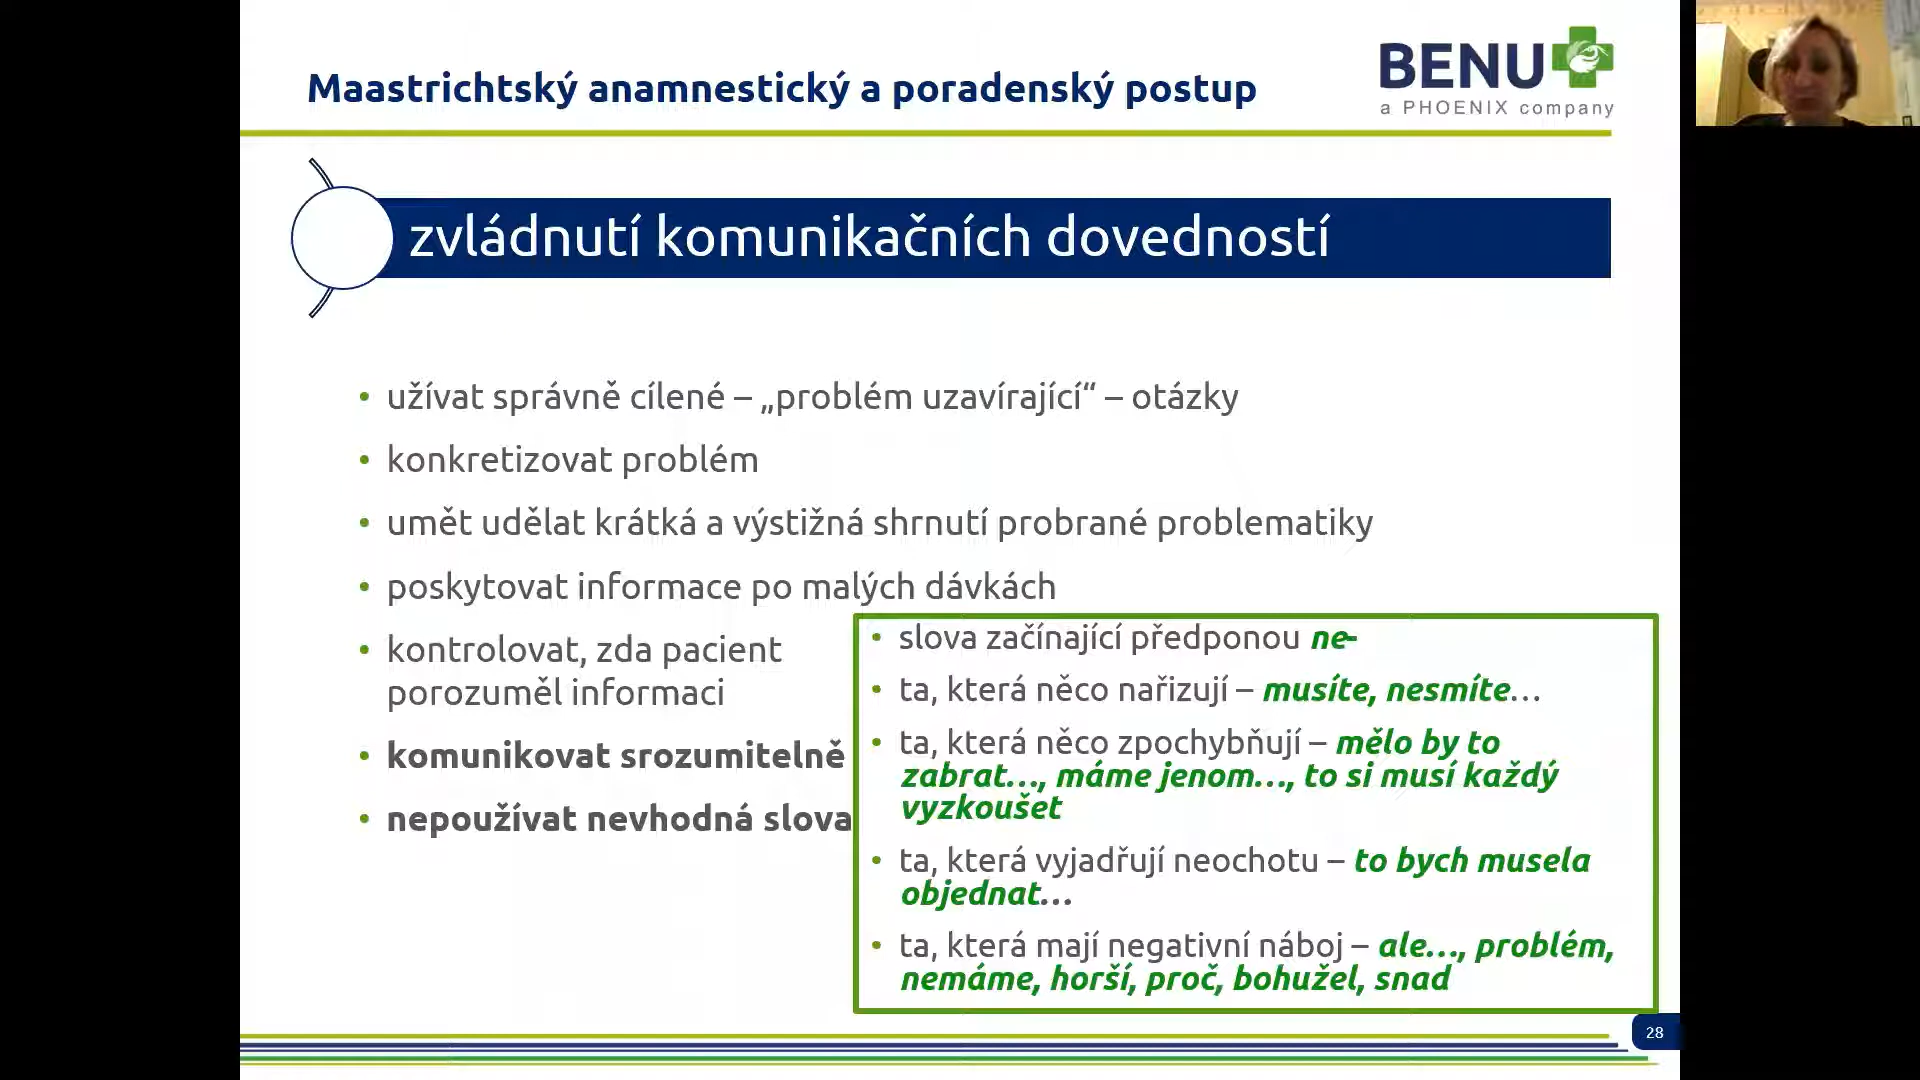 Maastrichtský anamnestický a poradenský postup
BENU
a PHOENIX company
zvládnutí komunikačních dovedností
• užívat správně cílené – „problém uzavírající“ – otázky
• konkretizovat problém
• umět udělat krátká a výstižná shrnutí probrané problematiky
• poskytovat informace po malých dávkách
• kontrolovat, zda pacient
porozuměl informaci
• komunikovat srozumitelně
• nepoužívat nevhodná slova
• slova začínající předponou ne-
• ta, která něco nařizují – musíte, nesmíte…
• ta, která něco zpochybňují – mělo by to
zabrat…, máme jenom…, to si musí každý
vyzkoušet
• ta, která vyjadřují neochotu – to bych musela
objednat…
• ta, která mají negativní náboj – ale…, problém,
nemáme, horší, proč, bohužel, snad
28